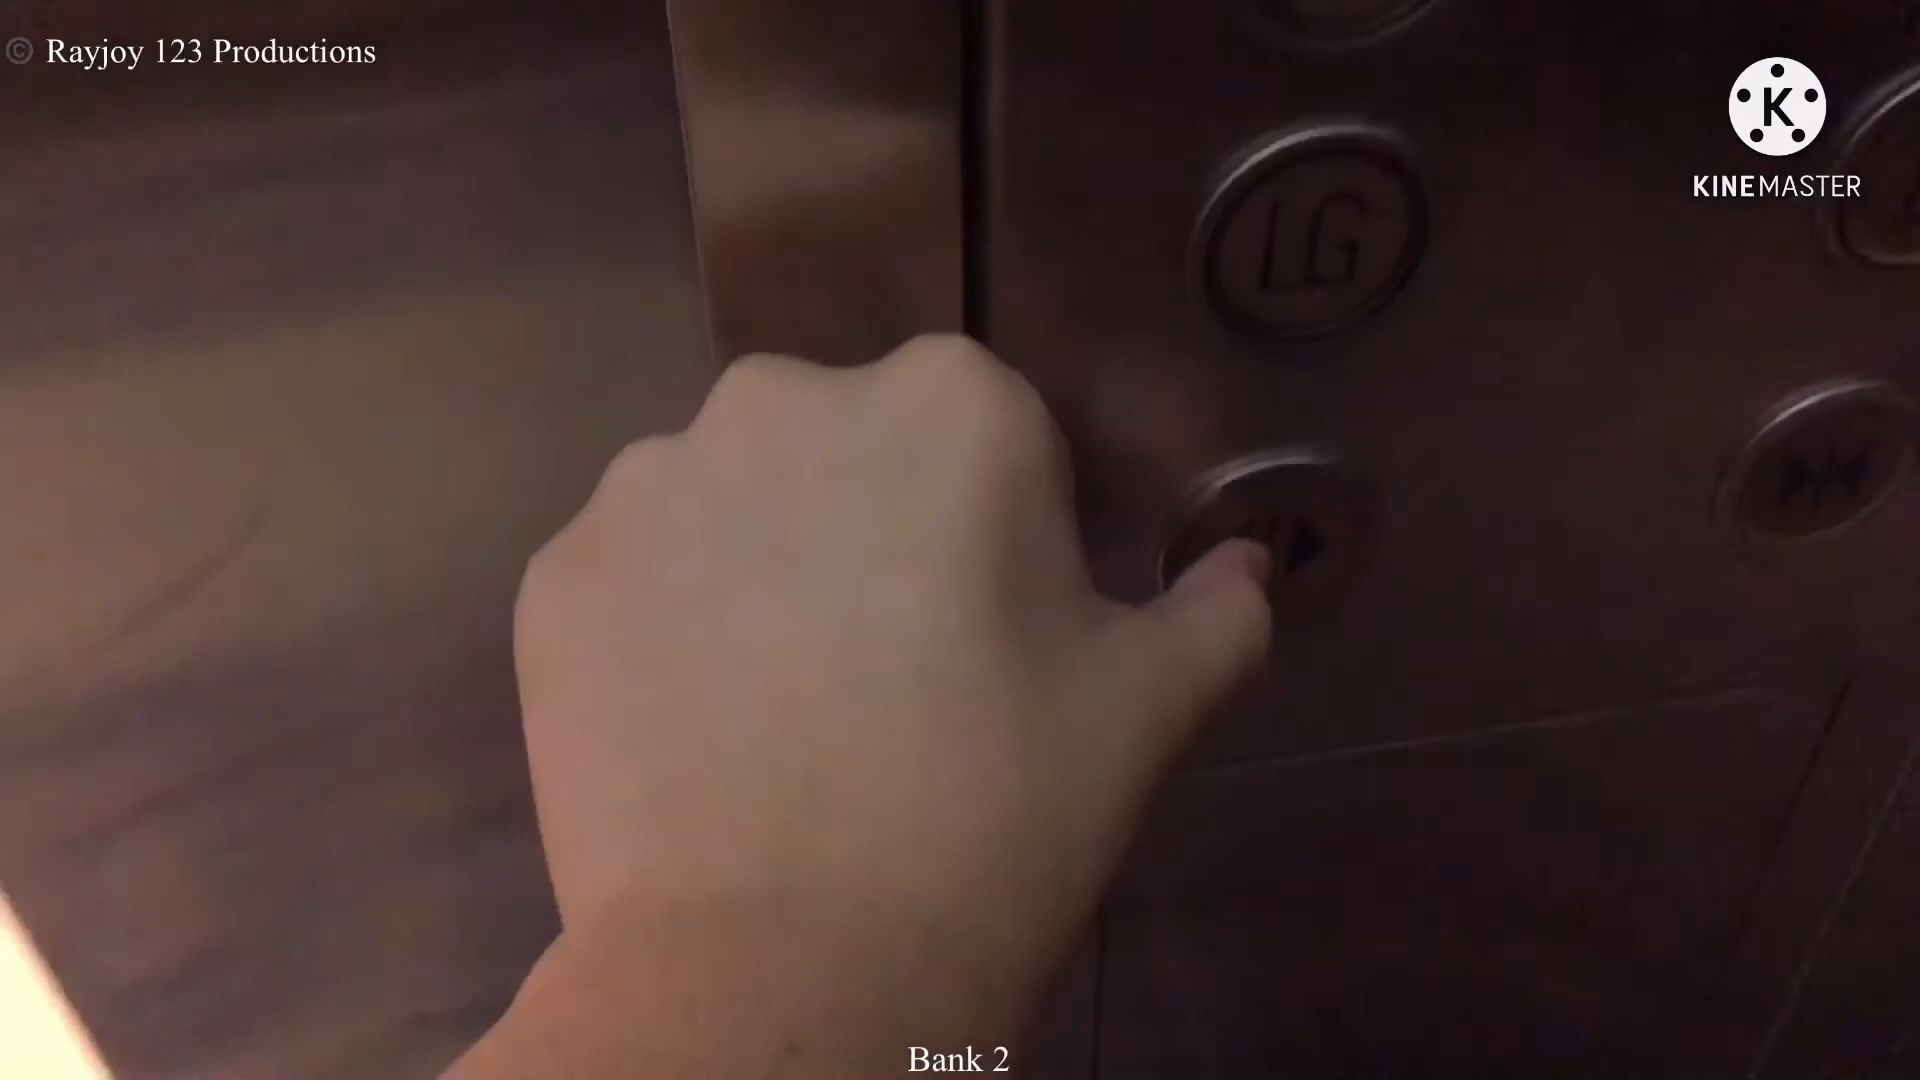 © Rayjoy 123 Productions
K
KINEMASTER
LG
Bank 2